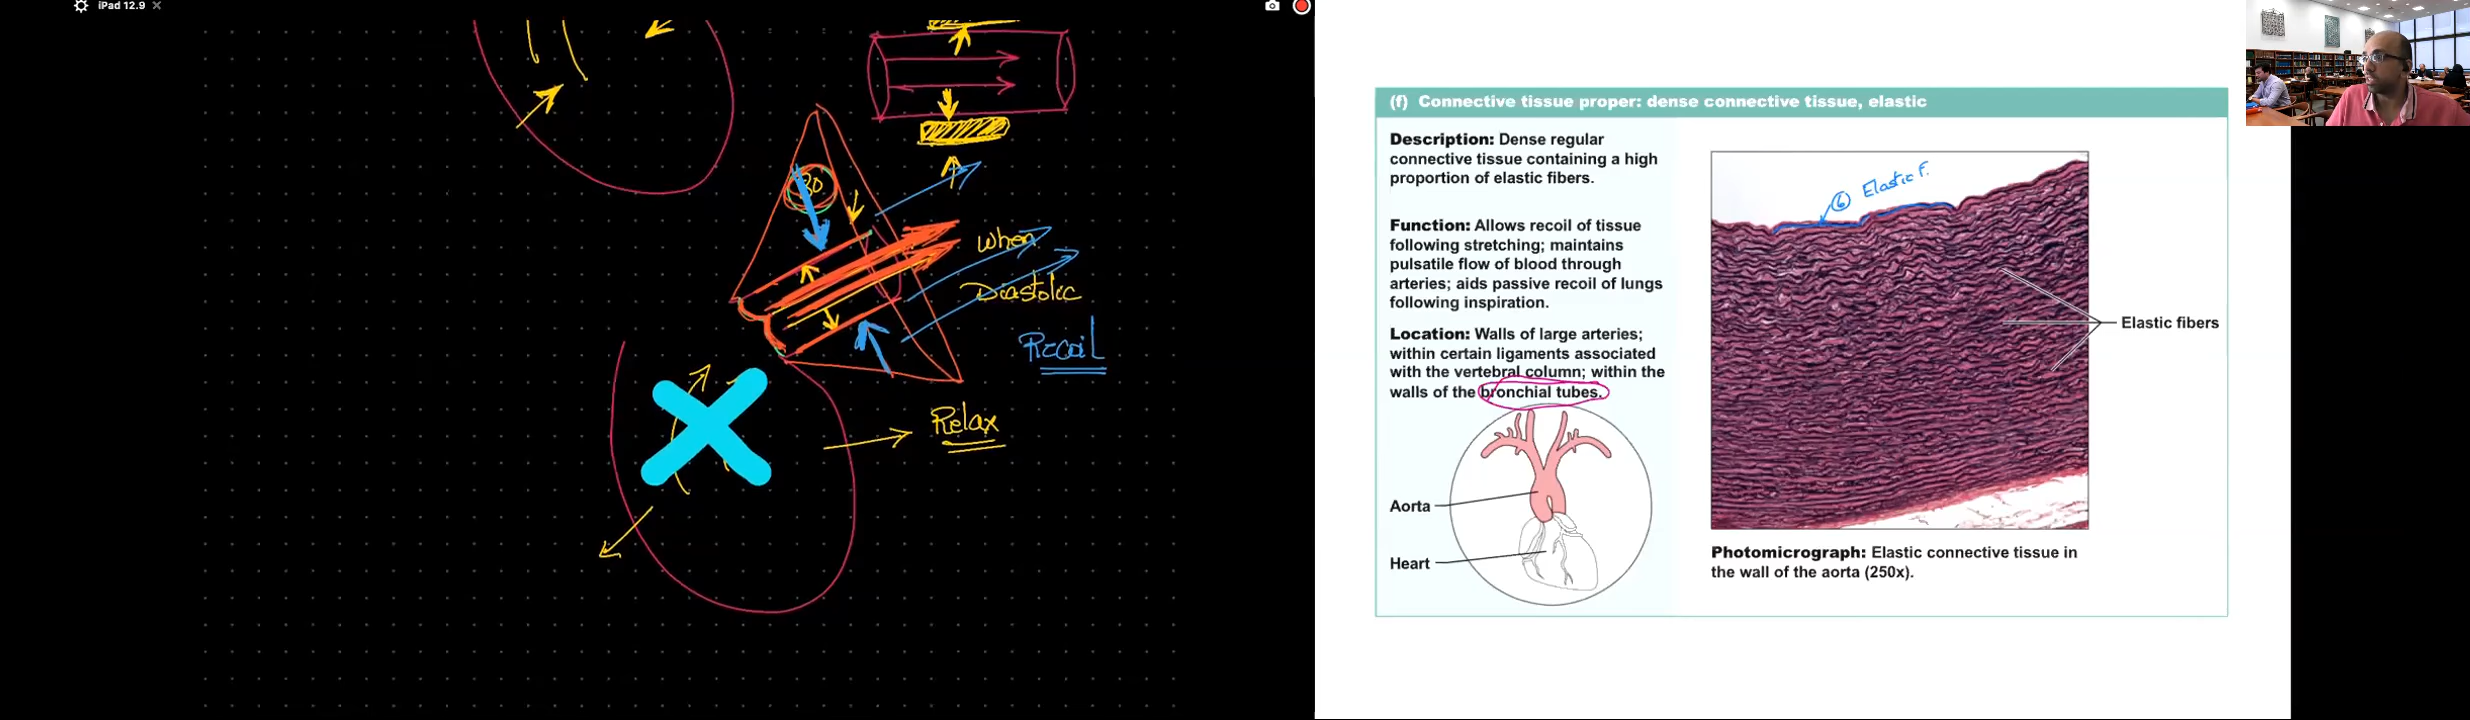 iPad 12.9
80
when
Diastolic
Recoil
Relax
(f) Connective tissue proper: dense connective tissue, elastic
Description: Dense regular
connective tissue containing a high
proportion of elastic fibers.
Function: Allows recoil of tissue
following stretching; maintains
pulsatile flow of blood through
arteries; aids passive recoil of lungs
following inspiration.
Location: Walls of large arteries;
within certain ligaments associated
with the vertebral column; within the
walls of the bronchial tubes.
Aorta
Heart
⑥ Elastic F.
Elastic fibers
Photomicrograph: Elastic connective tissue in
the wall of the aorta (250x).